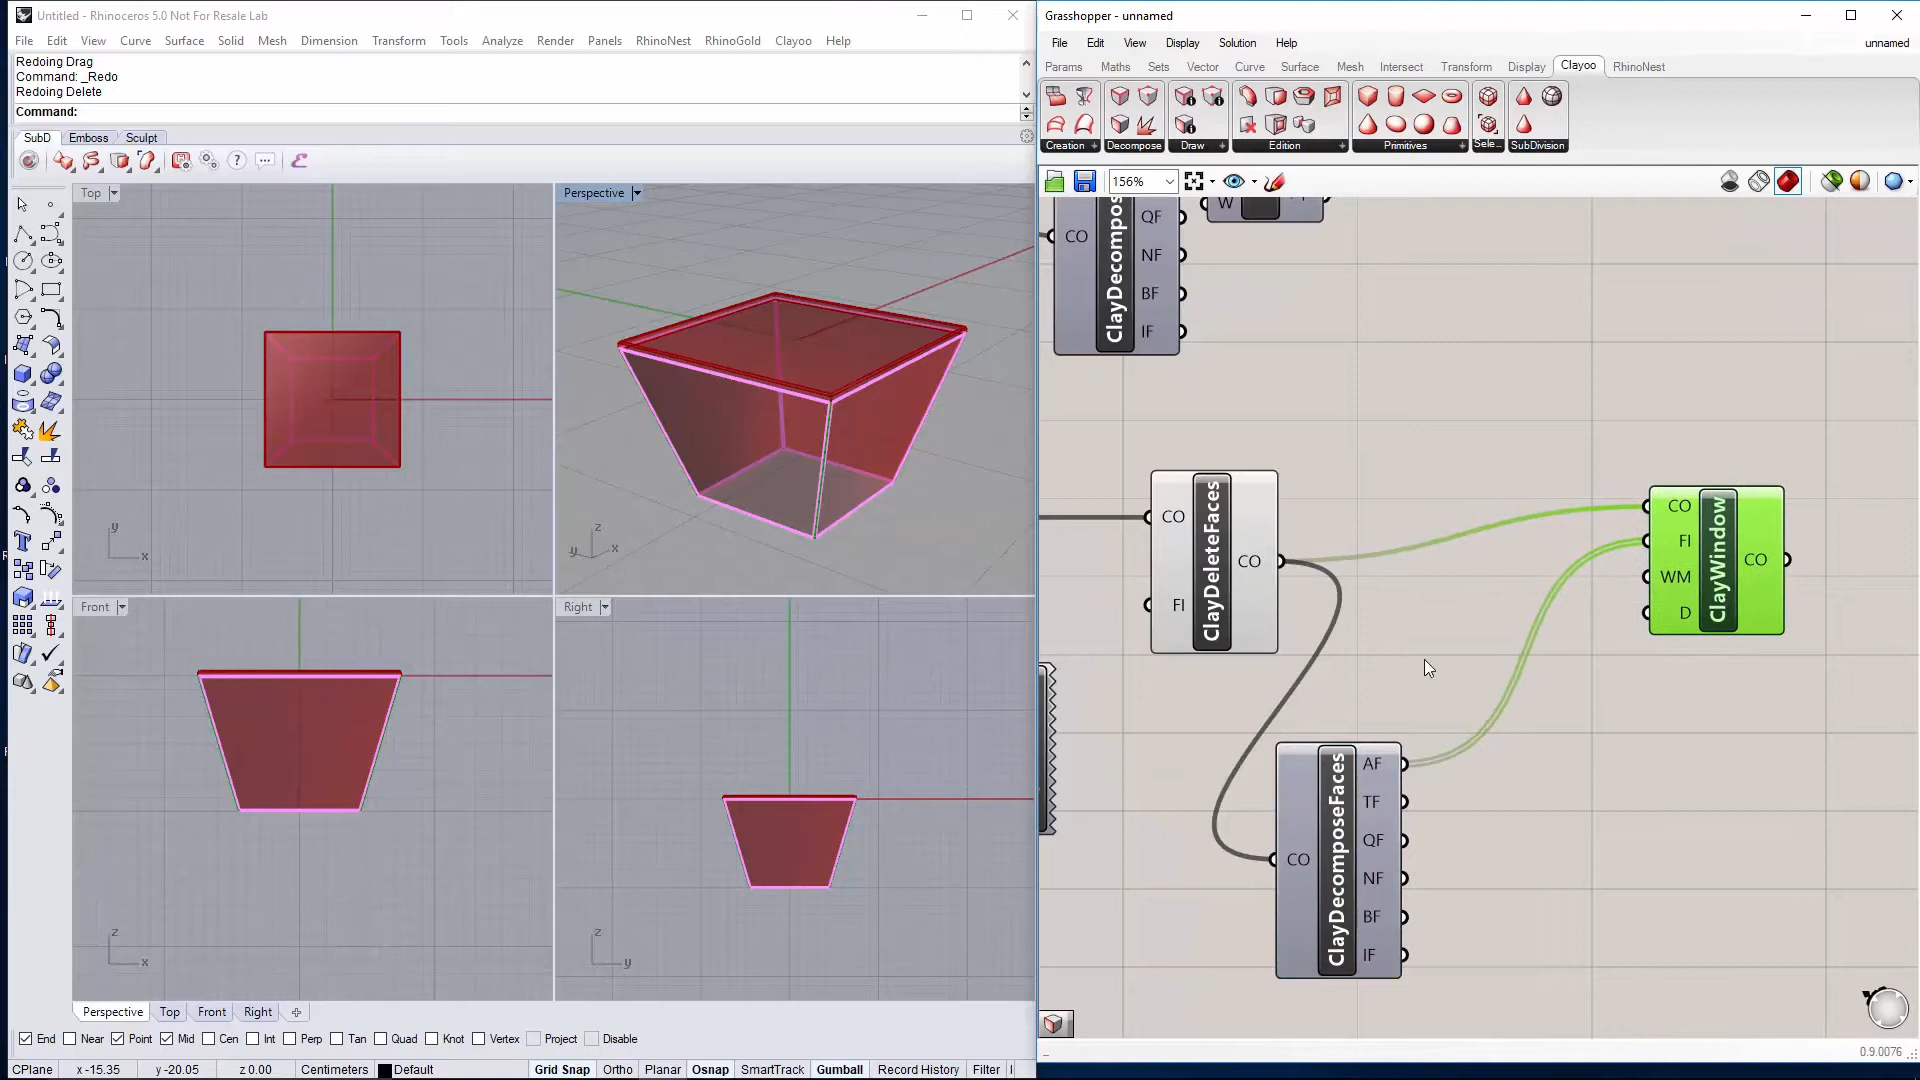 Untitled - Rhinoceros 5.0 Not For Resale Lab
File Edit View Curve Surface Solid Mesh Dimension Transform Tools Analyze Render Panels RhinoNest RhinoGold Clayoo Help
Redoing Drag
Command: _Redo
Redoing Delete
Command:
SubD Emboss Sculpt
Top
Perspective
y
x
z
y x
Front
Right
z
x
z
y
Perspective Top Front Right
End Near Point Mid Cen Int Perp Tan Quad Knot Vertex Project Disable
CPlane x -15.35 y -20.05 z 0.00 Centimeters Default Grid Snap Ortho Planar Osnap SmartTrack Gumball Record History Filter
Grasshopper - unnamed
File Edit View Display Solution Help unnamed
Params Maths Sets Vector Curve Surface Mesh Intersect Transform Display Clayoo RhinoNest
Creation Decompose Draw Edition Primitives Sele... SubDivision
156%
W
CO ClayDecompos QF
NF
BF
IF
CO ClayDeleteFaces CO
FI
CO ClayWindow CO
FI
WM
D
CO ClayDecomposeFaces AF
TF
QF
NF
BF
IF
0.9.0076